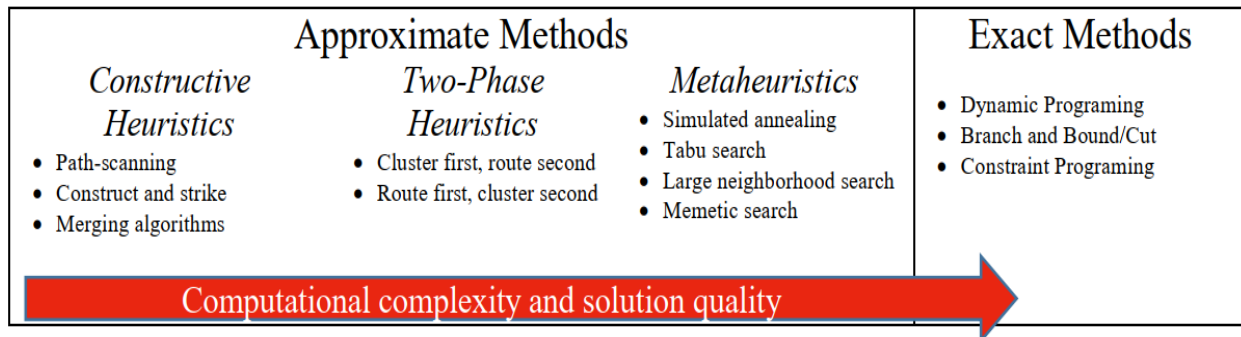 Approximate Methods
Constructive
Heuristics
• Path-scanning
• Construct and strike
• Merging algorithms
Two-Phase
Heuristics
• Cluster first, route second
• Route first, cluster second
Metaheuristics
• Simulated annealing
• Tabu search
• Large neighborhood search
• Memetic search
Exact Methods
• Dynamic Programing
• Branch and Bound/Cut
• Constraint Programing
Computational complexity and solution quality